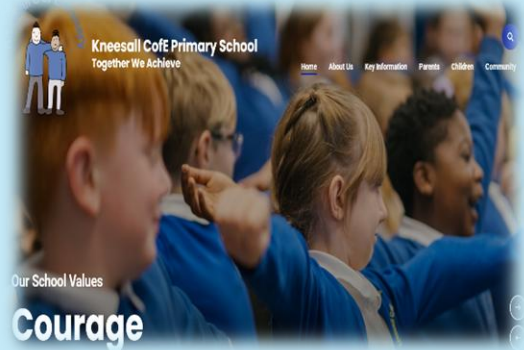 Kneesall CofE Primary School
Together We Achieve
Home About Us Key Information Parents Children Community
Our School Values
Courage